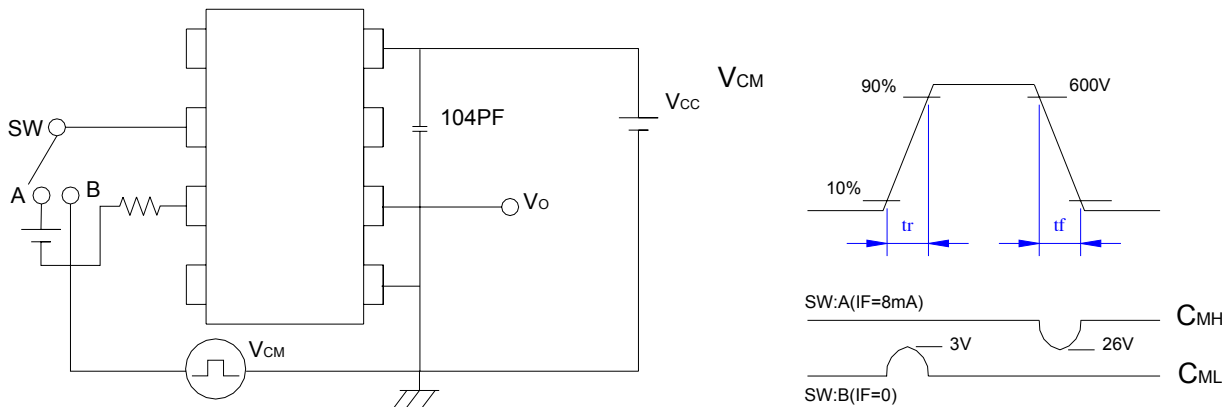 SW
A
B
104PF
VCC
VO
VCM
VCM
90%
600V
10%
tr
tf
SW:A(IF=8mA)
CMH
3V
26V
CML
SW:B(IF=0)